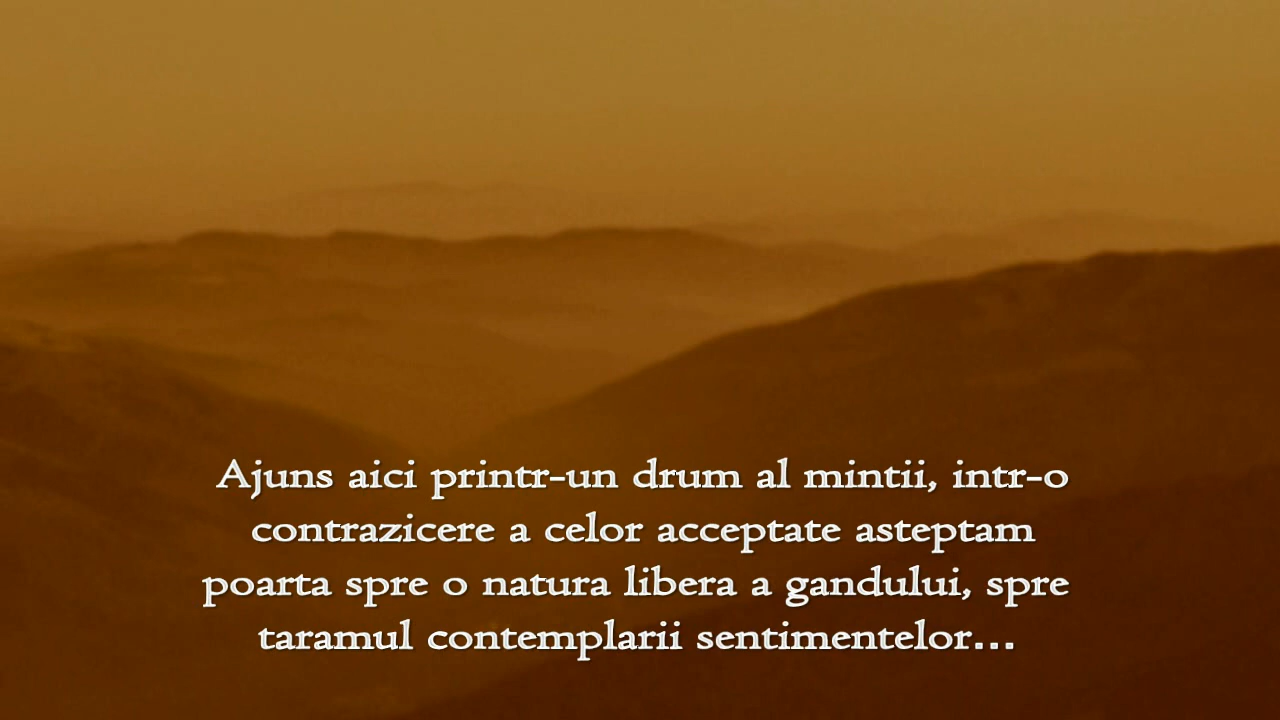 Ajuns aici printr-un drum al mintii, intr-o
contrazicere a celor acceptate asteptam
poarta spre o natura libera a gandului, spre
taramul contemplarii sentimentelor...